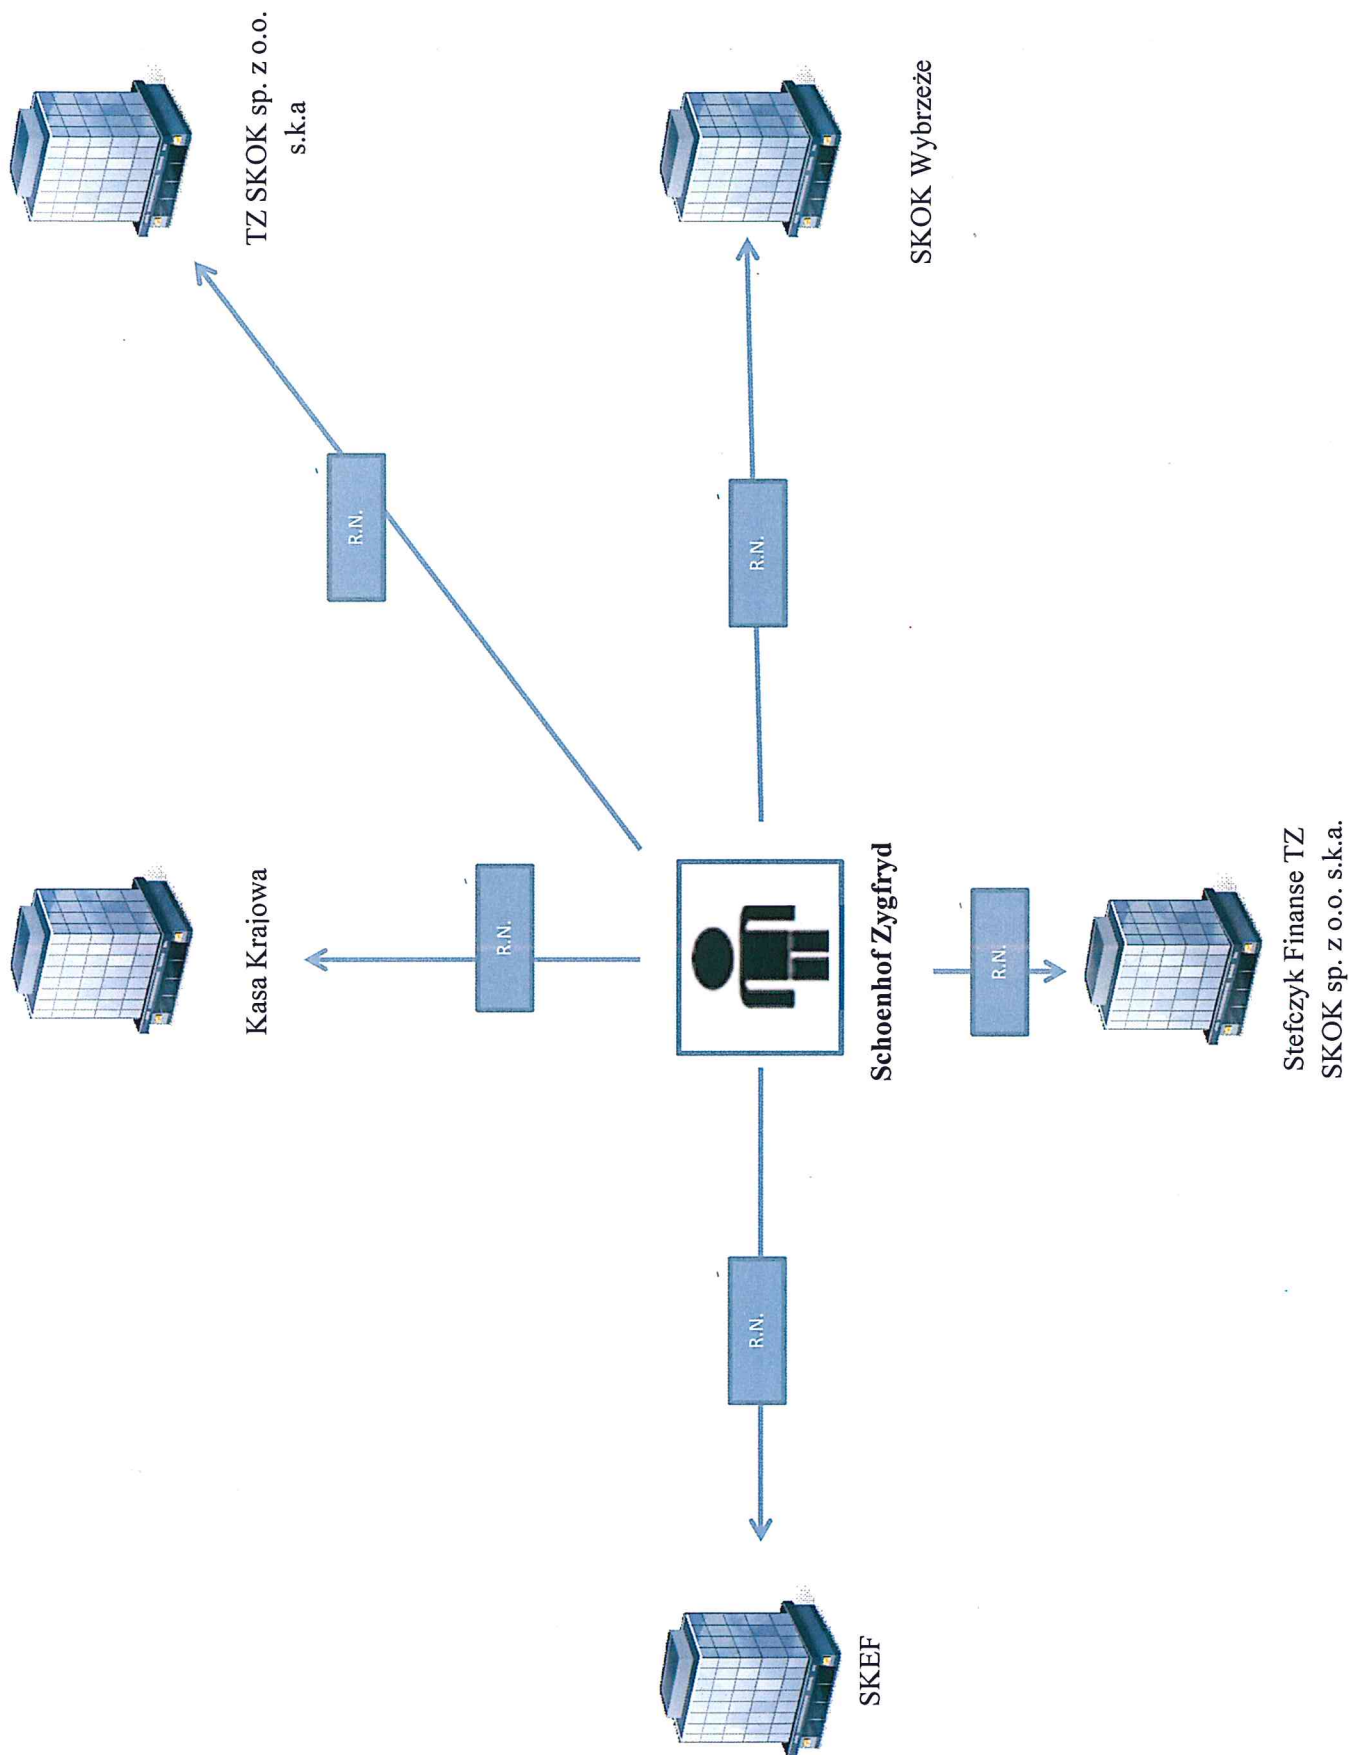 Kasa Krajowa
TZ SKOK sp. z o.o.
s.k.a
R.N.
R.N.
R.N.
R.N.
SKEF
Schoenhof Zygfryd
SKOK Wybrzeże
R.N.
Stefczyk Finanse TZ
SKOK sp. z o.o. s.k.a.